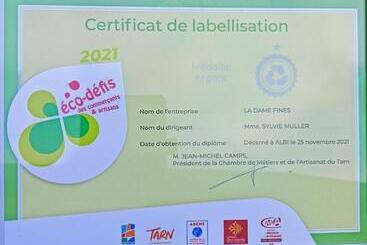 Certificat de labellisation
2021
Médaille
Argent
éco-défis
des commerçants
& artisans
Nom de l'entreprise LA DAME FINES
Nom du dirigeant Mme. SYLVIE MULLER
Date d'obtention du diplôme Décerné à ALBI le 25 novembre 2021
M. JEAN-MICHEL CAMPS,
Président de la Chambre de Métiers et de l'Artisanat du Tarn
TARN
ADEME